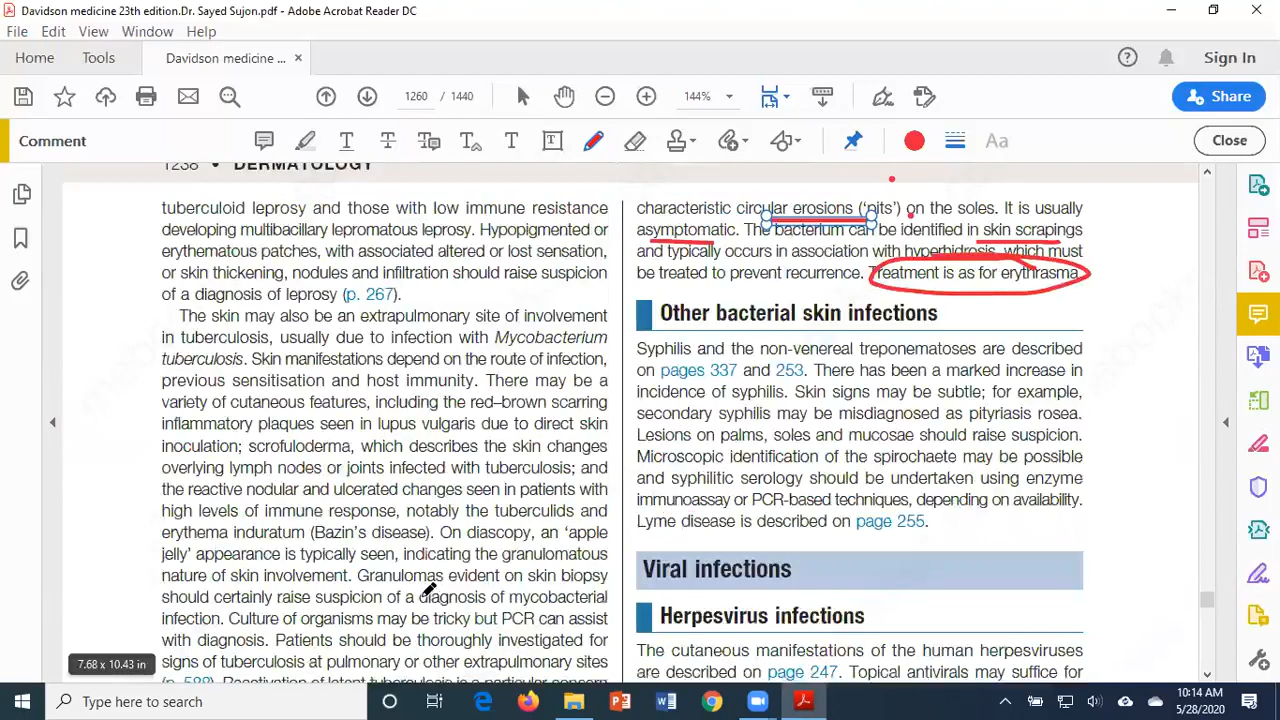 Davidson medicine 23th edition.Dr. Sayed Sujon.pdf - Adobe Acrobat Reader DC
File Edit View Window Help
Home Tools Davidson medicine ... × Sign In
1260 / 1440 144% Share
Comment Close
1238 • DERMATOLOGY
tuberculoid leprosy and those with low immune resistance
developing multibacillary lepromatous leprosy. Hypopigmented or
erythematous patches, with associated altered or lost sensation,
or skin thickening, nodules and infiltration should raise suspicion
of a diagnosis of leprosy (p. 267).
The skin may also be an extrapulmonary site of involvement
in tuberculosis, usually due to infection with Mycobacterium
tuberculosis. Skin manifestations depend on the route of infection,
previous sensitisation and host immunity. There may be a
variety of cutaneous features, including the red–brown scarring
inflammatory plaques seen in lupus vulgaris due to direct skin
inoculation; scrofuloderma, which describes the skin changes
overlying lymph nodes or joints infected with tuberculosis; and
the reactive nodular and ulcerated changes seen in patients with
high levels of immune response, notably the tuberculids and
erythema induratum (Bazin's disease). On diascopy, an ‘apple
jelly’ appearance is typically seen, indicating the granulomatous
nature of skin involvement. Granulomas evident on skin biopsy
should certainly raise suspicion of a diagnosis of mycobacterial
infection. Culture of organisms may be tricky but PCR can assist
with diagnosis. Patients should be thoroughly investigated for
signs of tuberculosis at pulmonary or other extrapulmonary sites
(p. 588). Reactivation of latent tuberculosis is a particular concern
characteristic circular erosions (‘pits’) on the soles. It is usually
asymptomatic. The bacterium can be identified in skin scrapings
and typically occurs in association with hyperhidrosis, which must
be treated to prevent recurrence. Treatment is as for erythrasma.
Other bacterial skin infections
Syphilis and the non-venereal treponematoses are described
on pages 337 and 253. There has been a marked increase in
incidence of syphilis. Skin signs may be subtle; for example,
secondary syphilis may be misdiagnosed as pityriasis rosea.
Lesions on palms, soles and mucosae should raise suspicion.
Microscopic identification of the spirochaete may be possible
and syphilitic serology should be undertaken using enzyme
immunoassay or PCR-based techniques, depending on availability.
Lyme disease is described on page 255.
Viral infections
Herpesvirus infections
The cutaneous manifestations of the human herpesviruses
are described on page 247. Topical antivirals may suffice for
7.68 x 10.43 in
Type here to search
10:14 AM
5/28/2020